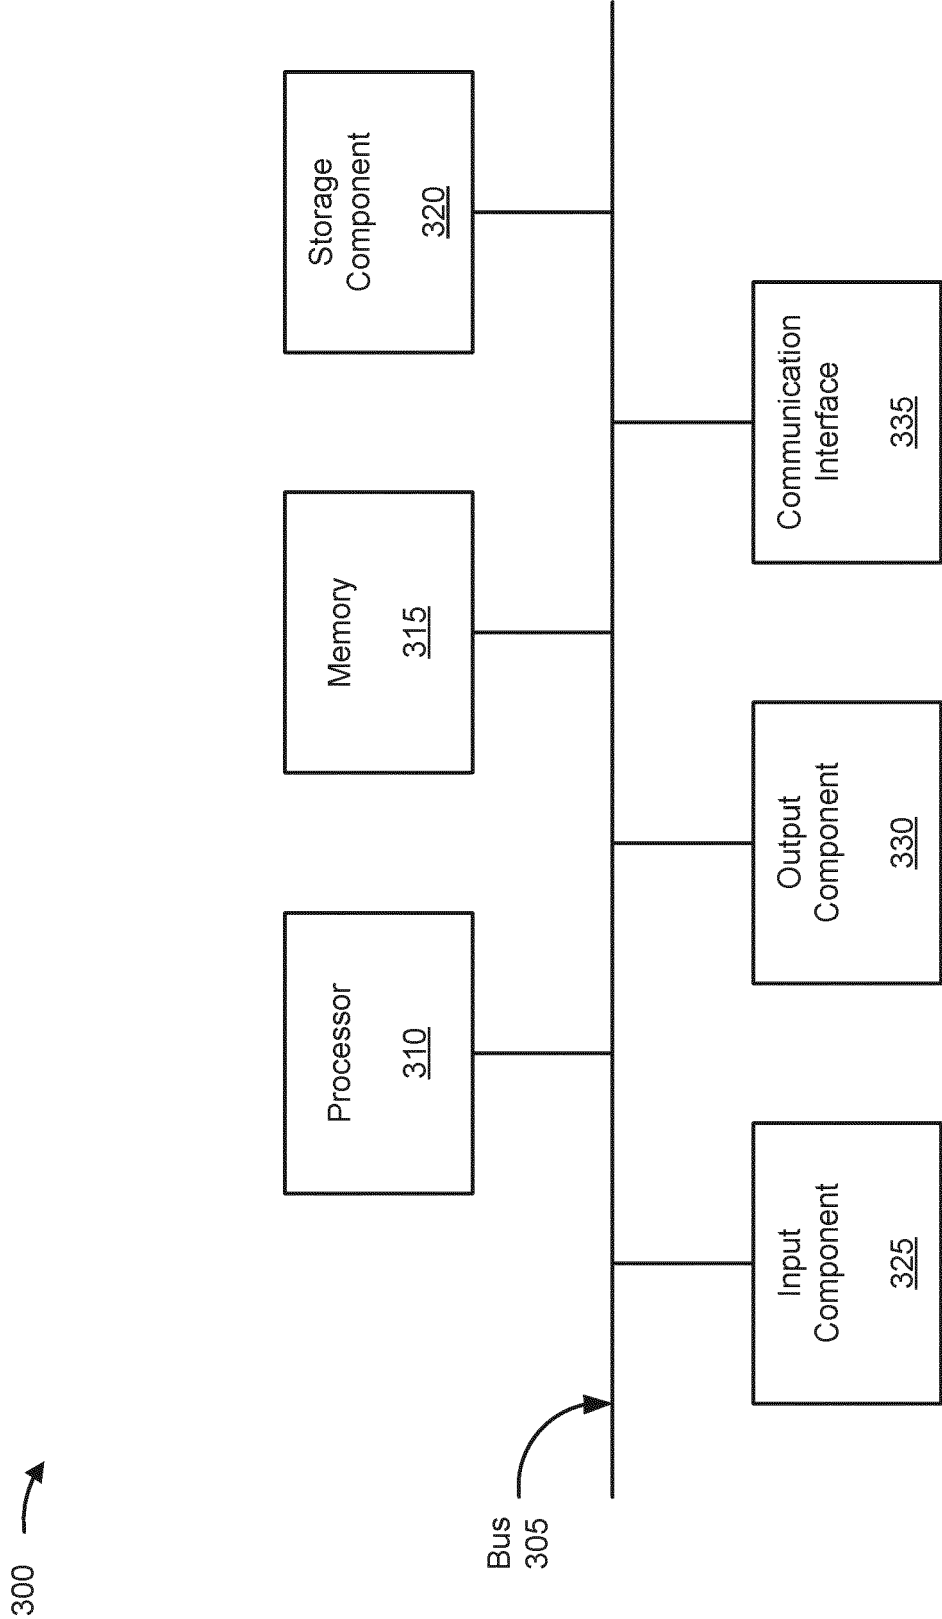 300
Bus
305
Processor
310
Memory
315
Storage
Component
320
Input
Component
325
Output
Component
330
Communication
Interface
335